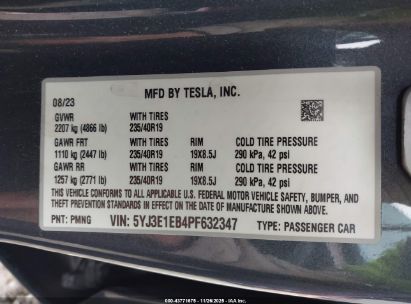 MFD BY TESLA, INC.
08/23
GVWR WITH TIRES
2207 kg (4866 lb) 235/40R19
GAWR FRT WITH TIRES RIM COLD TIRE PRESSURE
1110 kg (2447 lb) 235/40R19 19X8.5J 290 kPa, 42 psi
GAWR RR WITH TIRES RIM COLD TIRE PRESSURE
1257 kg (2771 lb) 235/40R19 19X8.5J 290 kPa, 42 psi
THIS VEHICLE CONFORMS TO ALL APPLICABLE U.S. FEDERAL MOTOR VEHICLE SAFETY, BUMPER, AND
THEFT PREVENTION STANDARDS IN EFFECT ON THE DATE OF MANUFACTURE SHOWN ABOVE.
PNT: PMNG VIN: 5YJ3E1EB4PF632347 TYPE: PASSENGER CAR